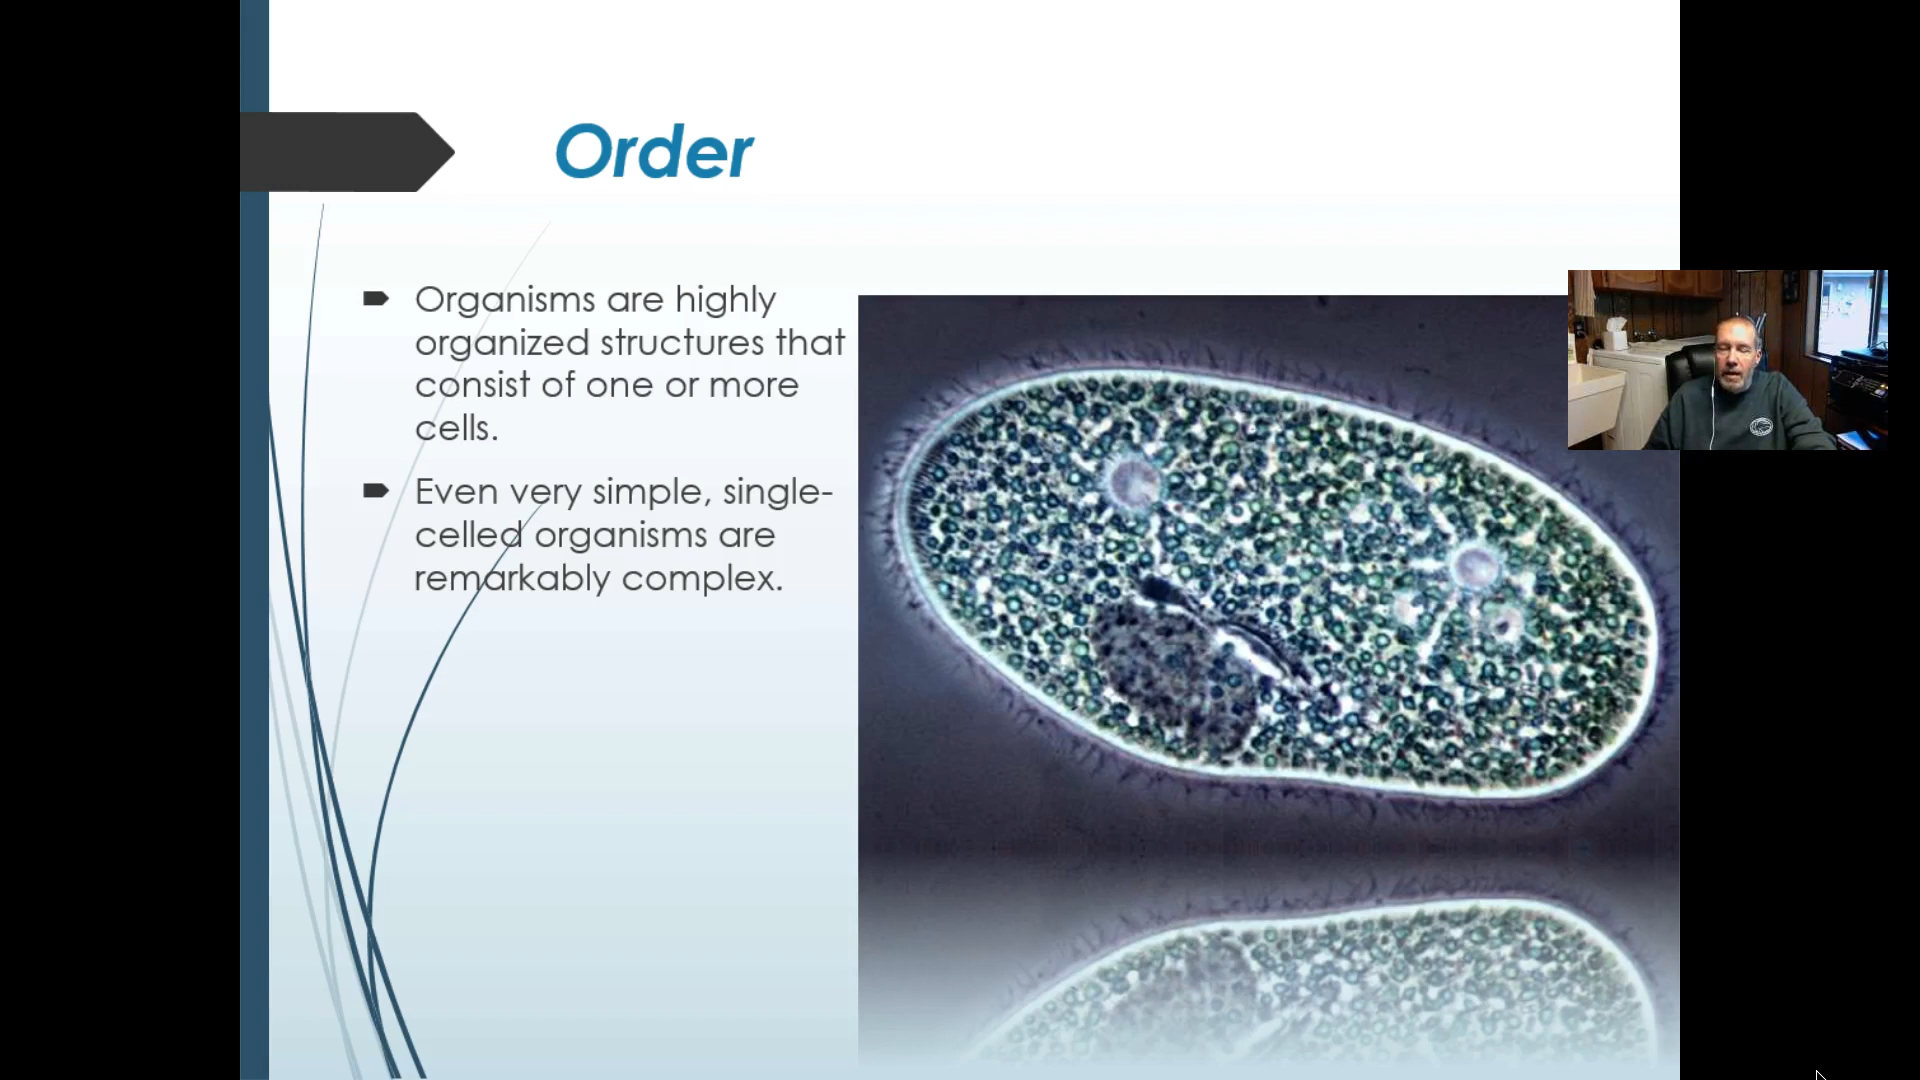 Order
Organisms are highly
organized structures that
consist of one or more
cells.
Even very simple, single-
celled organisms are
remarkably complex.